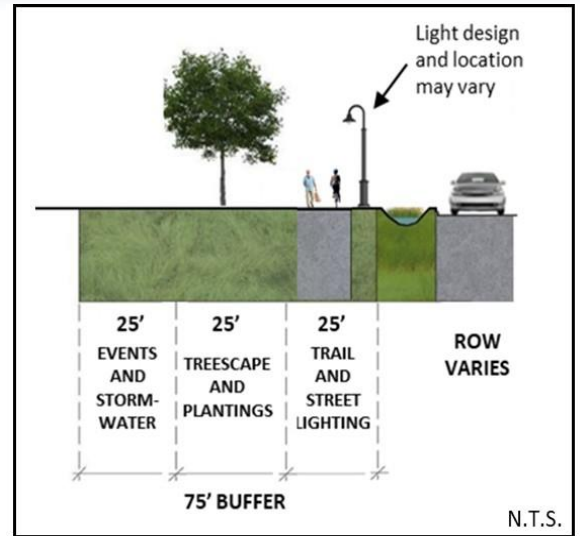 Light design
and location
may vary
25’
EVENTS
AND
STORM-
WATER
25’
TREESCAPE
AND
PLANTINGS
25’
TRAIL
AND
STREET
LIGHTING
ROW
VARIES
75’ BUFFER
N.T.S.